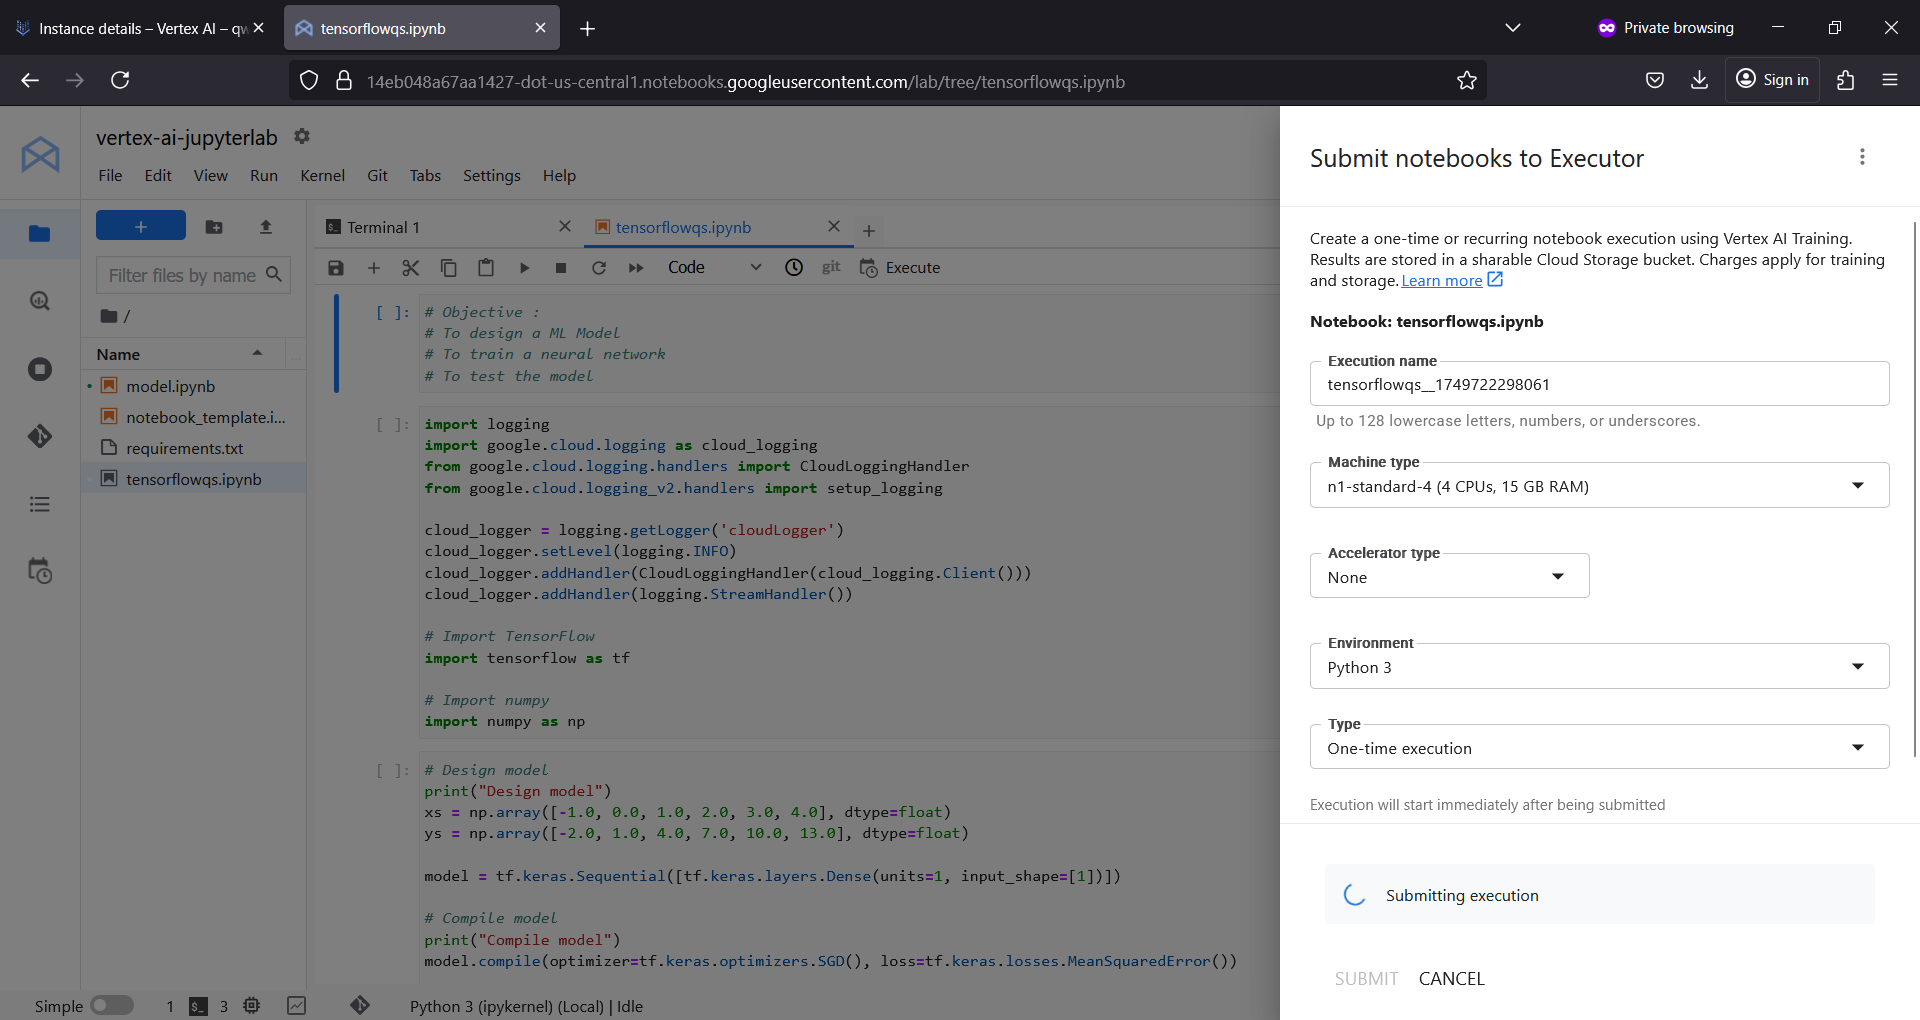 Instance details – Vertex AI – qw
tensorflowqs.ipynb
Private browsing
14eb048a67aa1427-dot-us-central1.notebooks.googleusercontent.com/lab/tree/tensorflowqs.ipynb
Sign in
vertex-ai-jupyterlab
File Edit View Run Kernel Git Tabs Settings Help
Filter files by name
/
Name
model.ipynb
notebook_template.i...
requirements.txt
tensorflowqs.ipynb
Terminal 1
tensorflowqs.ipynb
Code
git
Execute
[ ]: # Objective :
# To design a ML Model
# To train a neural network
# To test the model
[ ]: import logging
import google.cloud.logging as cloud_logging
from google.cloud.logging.handlers import CloudLoggingHandler
from google.cloud.logging_v2.handlers import setup_logging
cloud_logger = logging.getLogger('cloudLogger')
cloud_logger.setLevel(logging.INFO)
cloud_logger.addHandler(CloudLoggingHandler(cloud_logging.Client()))
cloud_logger.addHandler(logging.StreamHandler())
# Import TensorFlow
import tensorflow as tf
# Import numpy
import numpy as np
[ ]: # Design model
print("Design model")
xs = np.array([-1.0, 0.0, 1.0, 2.0, 3.0, 4.0], dtype=float)
ys = np.array([-2.0, 1.0, 4.0, 7.0, 10.0, 13.0], dtype=float)
model = tf.keras.Sequential([tf.keras.layers.Dense(units=1, input_shape=[1])])
# Compile model
print("Compile model")
model.compile(optimizer=tf.keras.optimizers.SGD(), loss=tf.keras.losses.MeanSquaredError())
Simple 1 3 Python 3 (ipykernel) (Local) | Idle
Submit notebooks to Executor
Create a one-time or recurring notebook execution using Vertex AI Training.
Results are stored in a sharable Cloud Storage bucket. Charges apply for training
and storage. Learn more
Notebook: tensorflowqs.ipynb
Execution name
tensorflowqs__1749722298061
Up to 128 lowercase letters, numbers, or underscores.
Machine type
n1-standard-4 (4 CPUs, 15 GB RAM)
Accelerator type
None
Environment
Python 3
Type
One-time execution
Execution will start immediately after being submitted
Submitting execution
SUBMIT CANCEL